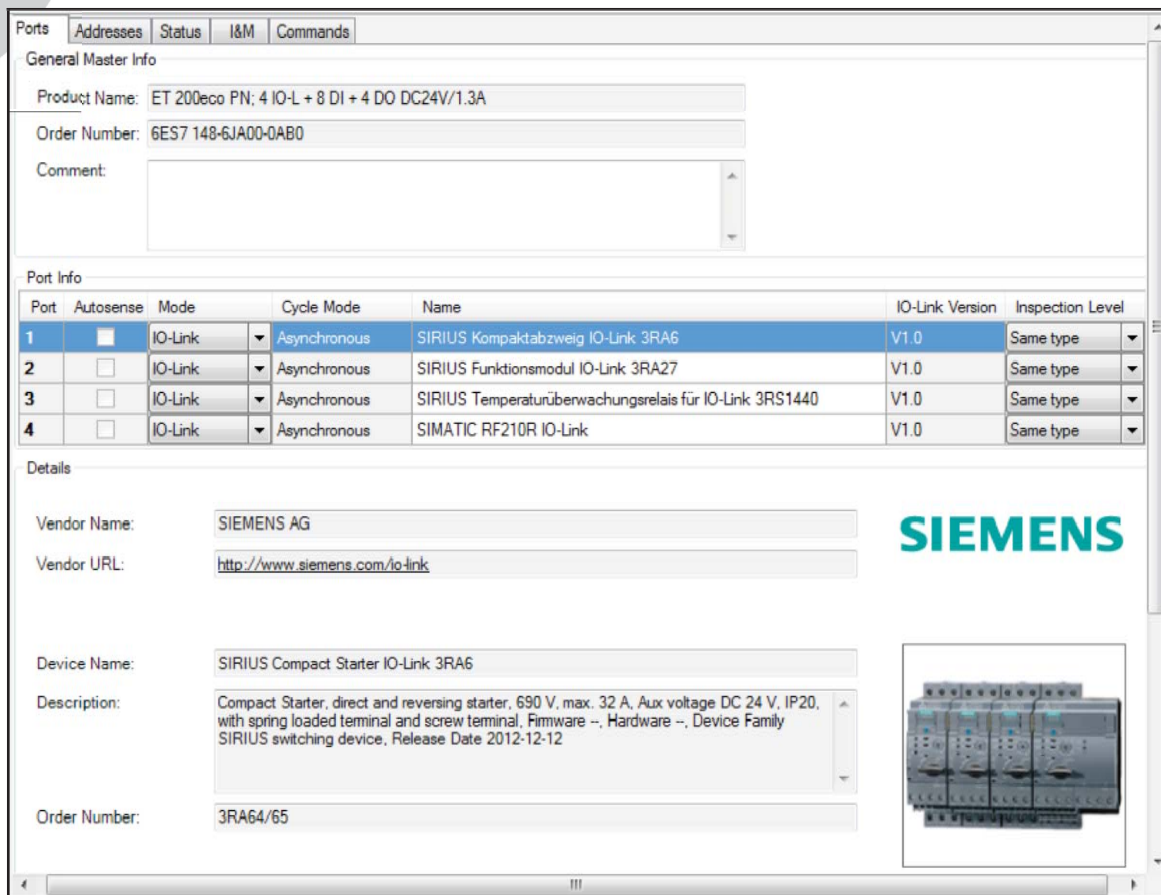 Ports Addresses Status I&M Commands
General Master Info
Product Name: ET 200eco PN; 4 IO-L + 8 DI + 4 DO DC24V/1.3A
Order Number: 6ES7 148-6JA00-0AB0
Comment:
Port Info
Port Autosense Mode Cycle Mode Name IO-Link Version Inspection Level
1 IO-Link Asynchronous SIRIUS Kompaktabzweig IO-Link 3RA6 V1.0 Same type
2 IO-Link Asynchronous SIRIUS Funktionsmodul IO-Link 3RA27 V1.0 Same type
3 IO-Link Asynchronous SIRIUS Temperaturüberwachungsrelais für IO-Link 3RS1440 V1.0 Same type
4 IO-Link Asynchronous SIMATIC RF210R IO-Link V1.0 Same type
Details
Vendor Name: SIEMENS AG
SIEMENS
Vendor URL: http://www.siemens.com/io-link
Device Name: SIRIUS Compact Starter IO-Link 3RA6
Description: Compact Starter, direct and reversing starter, 690 V, max. 32 A, Aux voltage DC 24 V, IP20,
with spring loaded terminal and screw terminal, Firmware --, Hardware --, Device Family
SIRIUS switching device, Release Date 2012-12-12
Order Number: 3RA64/65